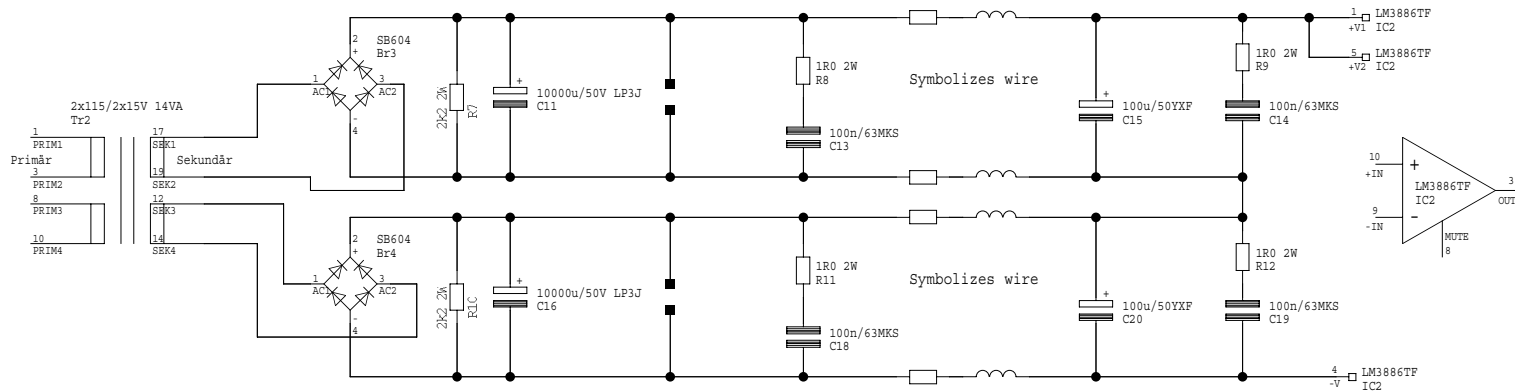 2x115/2x15V 14VA
Tr2
1
PRIM1
Primär
3
PRIM2
8
PRIM3
10
PRIM4
17
SEK1
Sekundär
19
SEK2
12
SEK3
14
SEK4
2
+
SB604
Br3
1
AC1
3
AC2
-
4
2k2 2W
R7
+
10000u/50V LP3J
C11
1R0 2W
R8
100n/63MKS
C13
Symbolizes wire
+
100u/50YXF
C15
1R0 2W
R9
100n/63MKS
C14
1
+V1
LM3886TF
IC2
5
+V2
LM3886TF
IC2
2
+
SB604
Br4
1
AC1
3
AC2
-
4
2k2 2W
R10
+
10000u/50V LP3J
C16
1R0 2W
R11
100n/63MKS
C18
Symbolizes wire
+
100u/50YXF
C20
1R0 2W
R12
100n/63MKS
C19
4
-V
LM3886TF
IC2
10
+IN
+
9
-IN
-
LM3886TF
IC2
3
OUT
MUTE
8